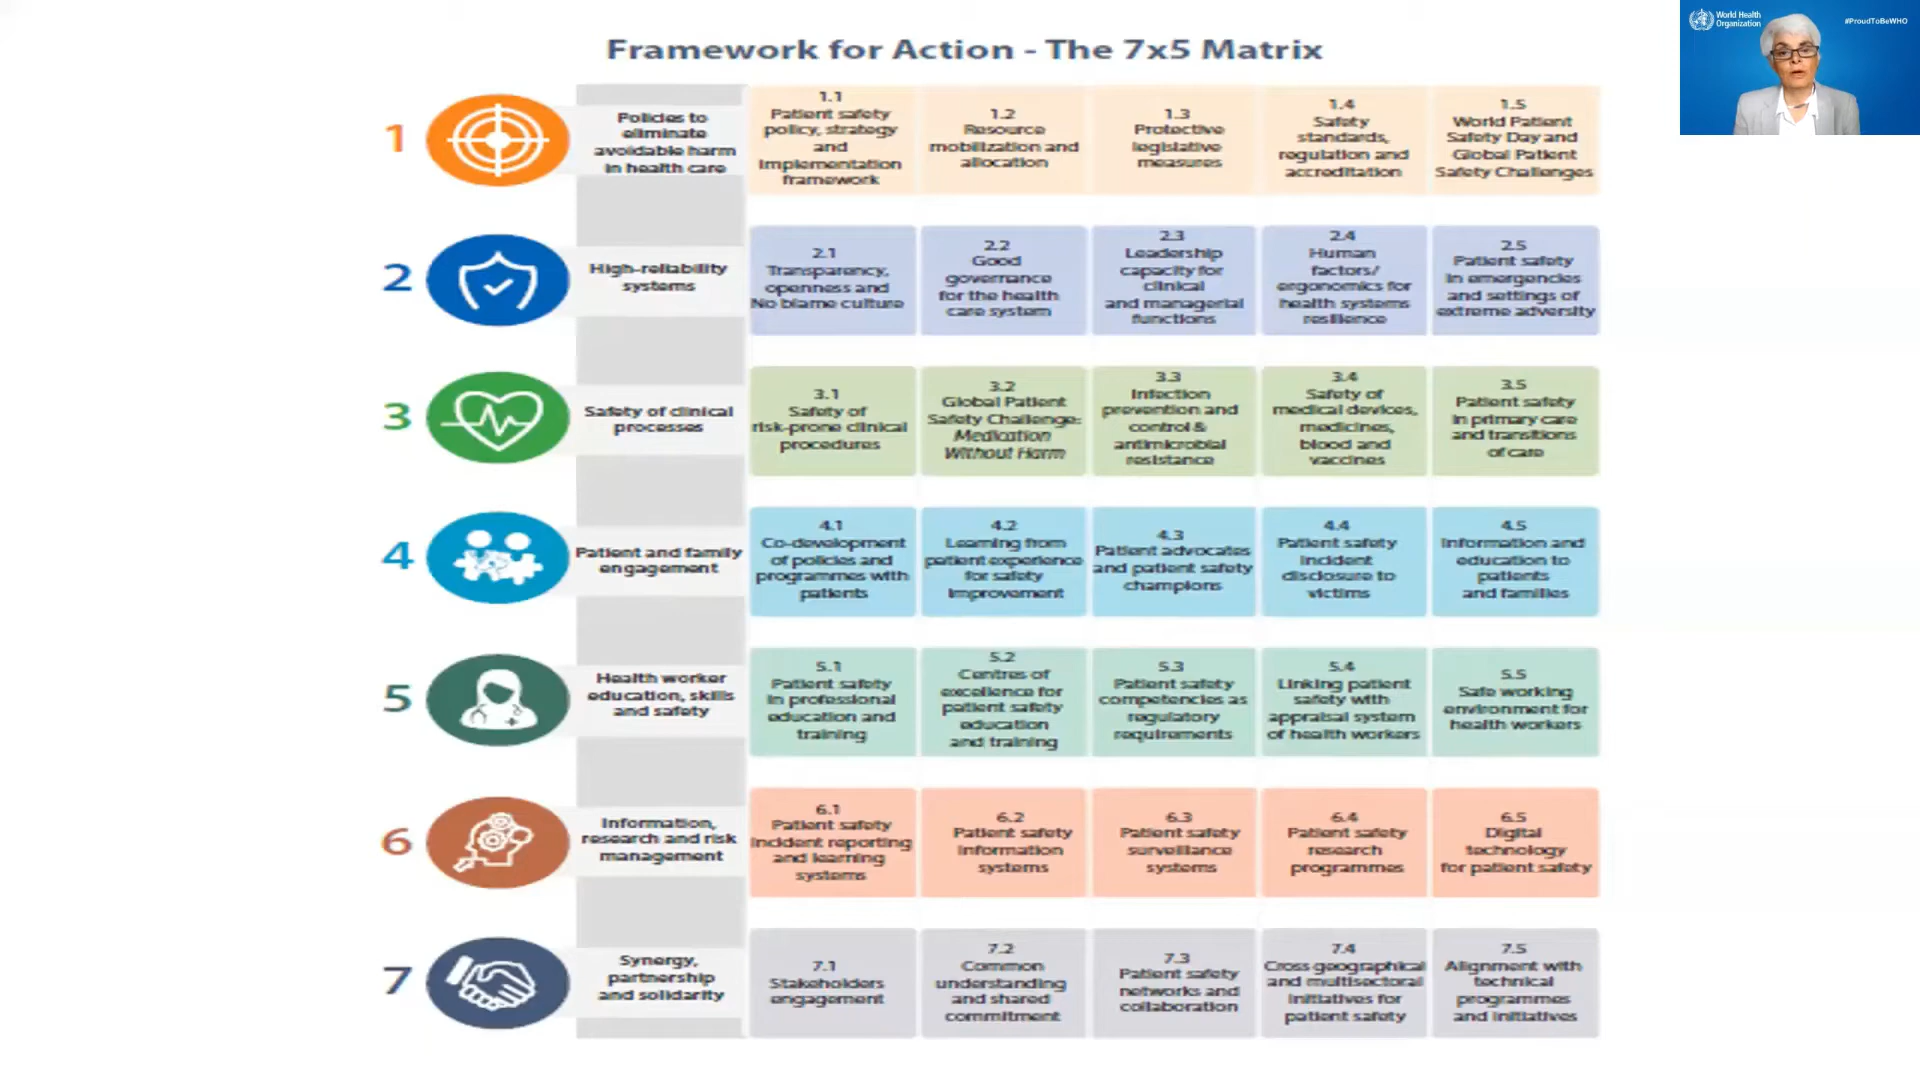 Framework for Action - The 7x5 Matrix
World Health
Organization
#ProudToBeWHO
1
Policies to
eliminate
avoidable harm
in health care
1.1
Patient safety
policy, strategy
and
implementation
framework
1.2
Resource
mobilization and
allocation
1.3
Protective
legislative
measures
1.4
Safety
standards,
regulation and
accreditation
1.5
World Patient
Safety Day and
Global Patient
Safety Challenges
2
High-reliability
systems
2.1
Transparency,
openness and
No blame culture
2.2
Good
governance
for the health
care system
2.3
Leadership
capacity for
clinical
and managerial
functions
2.4
Human
factors/
ergonomics for
health systems
resilience
2.5
Patient safety
in emergencies
and settings of
extreme adversity
3
Safety of clinical
processes
3.1
Safety of
risk-prone clinical
procedures
3.2
Global Patient
Safety Challenge:
Medication
Without Harm
3.3
Infection
prevention and
control &
antimicrobial
resistance
3.4
Safety of
medical devices,
medicines,
blood and
vaccines
3.5
Patient safety
in primary care
and transitions
of care
4
Patient and family
engagement
4.1
Co-development
of policies and
programmes with
patients
4.2
Learning from
patient experience
for safety
improvement
4.3
Patient advocates
and patient safety
champions
4.4
Patient safety
incident
disclosure to
victims
4.5
Information and
education to
patients
and families
5
Health worker
education, skills
and safety
5.1
Patient safety
in professional
education and
training
5.2
Centres of
excellence for
patient safety
education
and training
5.3
Patient safety
competencies as
regulatory
requirements
5.4
Linking patient
safety with
appraisal system
of health workers
5.5
Safe working
environment for
health workers
6
Information,
research and risk
management
6.1
Patient safety
incident reporting
and learning
systems
6.2
Patient safety
information
systems
6.3
Patient safety
surveillance
systems
6.4
Patient safety
research
programmes
6.5
Digital
technology
for patient safety
7
Synergy,
partnership
and solidarity
7.1
Stakeholders
engagement
7.2
Common
understanding
and shared
commitment
7.3
Patient safety
networks and
collaboration
7.4
Cross geographical
and multisectoral
initiatives for
patient safety
7.5
Alignment with
technical
programmes
and initiatives